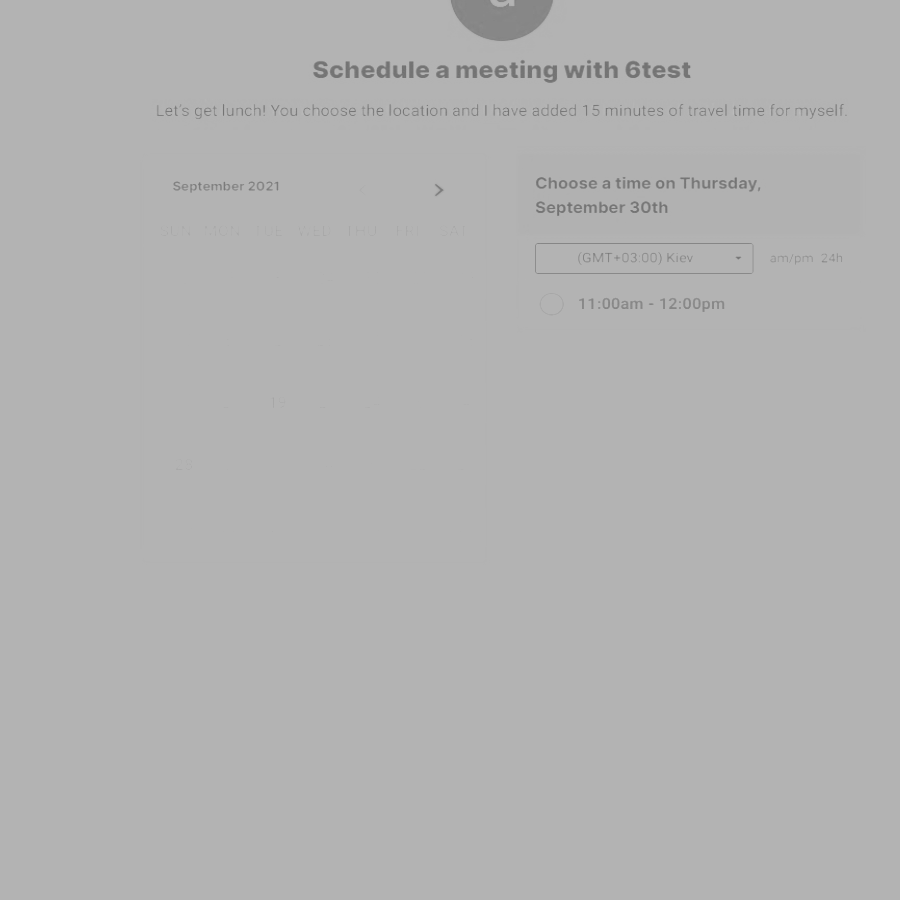 Schedule a meeting with 6test
Let's get lunch! You choose the location and I have added 15 minutes of travel time for myself.
September 2021
SUN MON TUE WED THU FRI SAT
Choose a time on Thursday,
September 30th
(GMT+03:00) Kiev
am/pm 24h
11:00am - 12:00pm